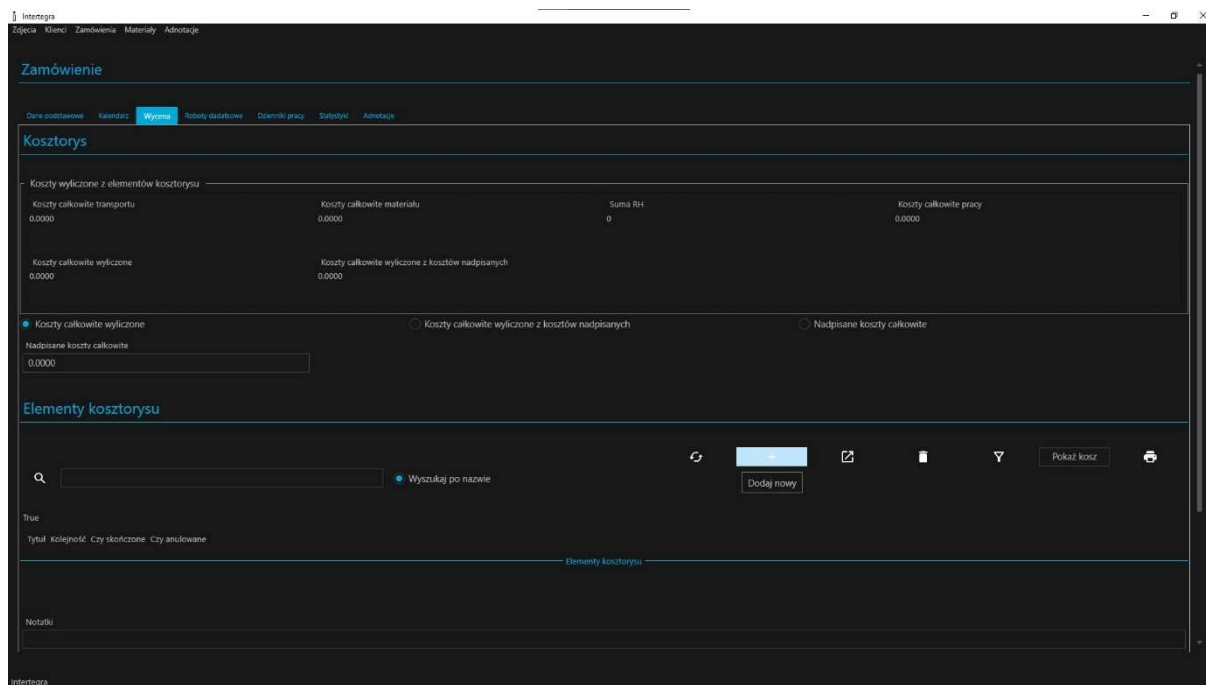 Intertegra
Zdjęcia Klienci Zamówienia Materiały Adnotacje
Zamówienie
Dane podstawowe Kalendarz Wycena Roboty dadatkowe Dzienniki pracy Statystyki Adnotacje
Kosztorys
Koszty wyliczone z elementów kosztorysu
Koszty całkowite transportu Koszty całkowite materiału Suma RH Koszty całkowite pracy
0.0000 0.0000 0 0.0000
Koszty całkowite wyliczone Koszty całkowite wyliczone z kosztów nadpisanych
0.0000 0.0000
Koszty całkowite wyliczone Koszty całkowite wyliczone z kosztów nadpisanych Nadpisane koszty całkowite
Nadpisane koszty całkowite
0.0000
Elementy kosztorysu
Pokaż kosz
Wyszukaj po nazwie Dodaj nowy
True
Tytuł Kolejność Czy skończone Czy anulowane
Elementy kosztorysu
Notatki
Intertegra